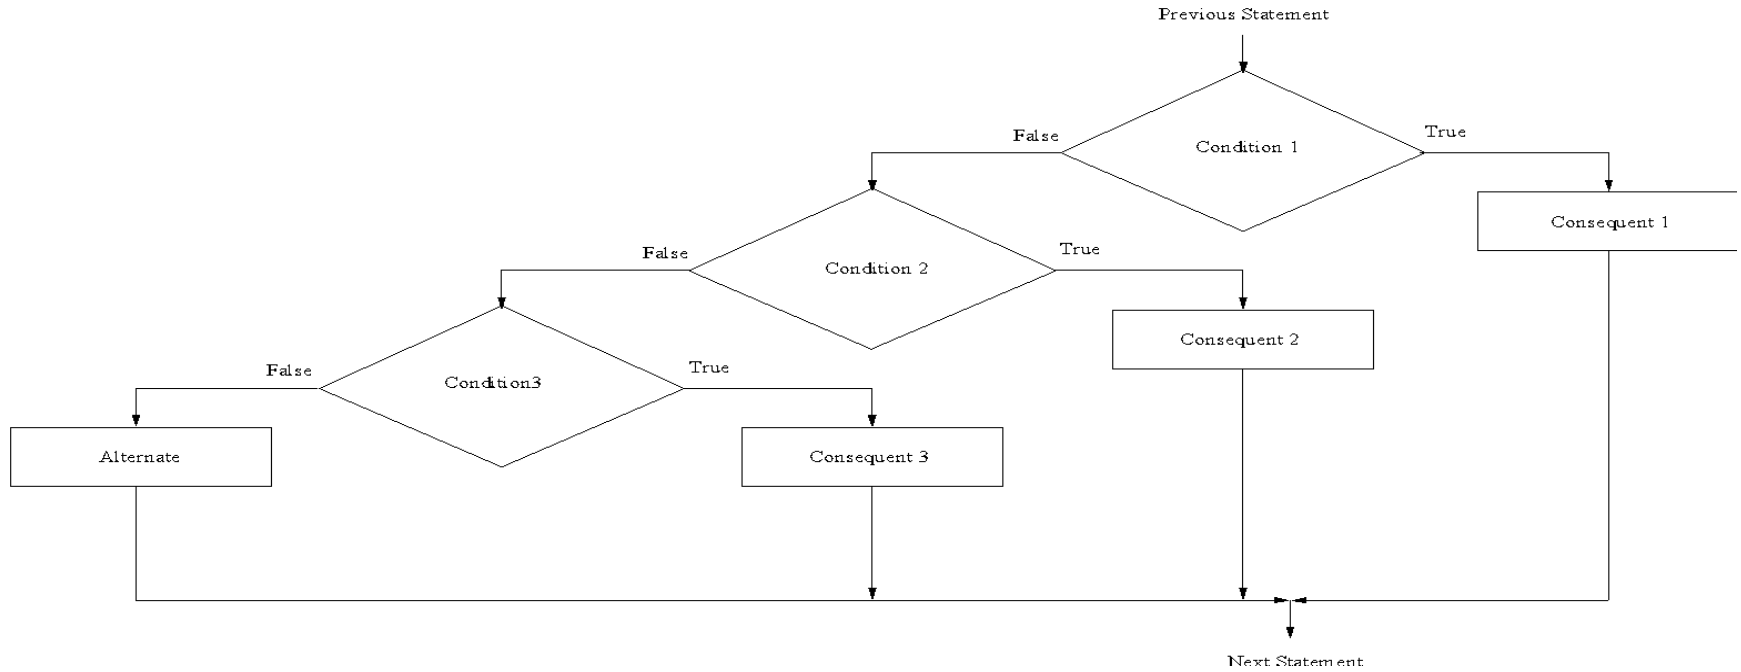 Previous Statement
False
True
Condition 1
Consequent 1
False
True
Condition 2
Consequent 2
False
True
Condition3
Alternate
Consequent 3
Next Statement